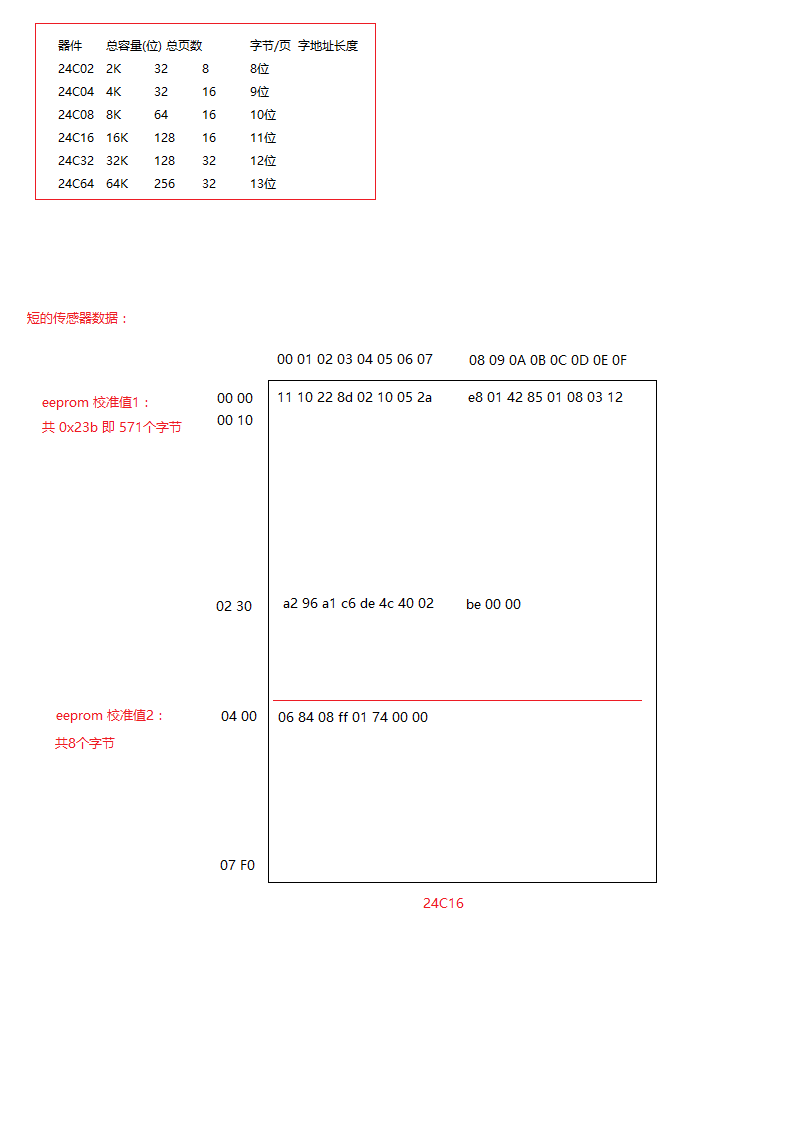 器件 总容量(位) 总页数 字节/页 字地址长度
24C02 2K 32 8 8位
24C04 4K 32 16 9位
24C08 8K 64 16 10位
24C16 16K 128 16 11位
24C32 32K 128 32 12位
24C64 64K 256 32 13位
短的传感器数据：
00 01 02 03 04 05 06 07 08 09 0A 0B 0C 0D 0E 0F
eeprom 校准值1： 00 00 11 10 22 8d 02 10 05 2a e8 01 42 85 01 08 03 12
共 0x23b 即 571个字节 00 10
02 30 a2 96 a1 c6 de 4c 40 02 be 00 00
eeprom 校准值2： 04 00 06 84 08 ff 01 74 00 00
共8个字节
07 F0
24C16